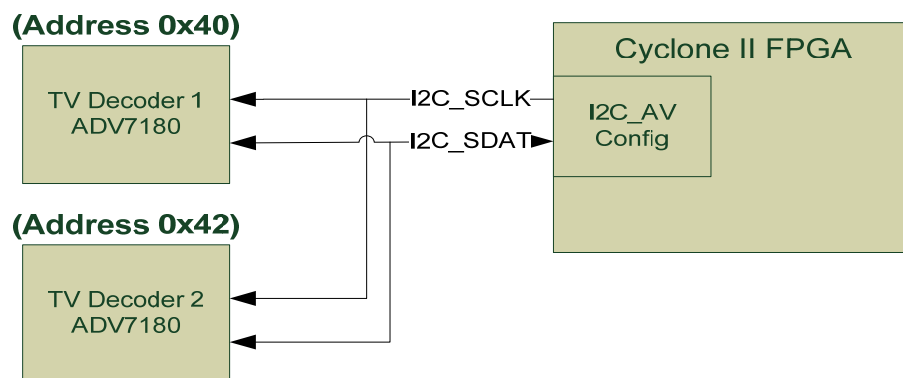 (Address 0x40)
TV Decoder 1
ADV7180
I2C_SCLK
I2C_SDAT
Cyclone II FPGA
I2C_AV
Config
(Address 0x42)
TV Decoder 2
ADV7180